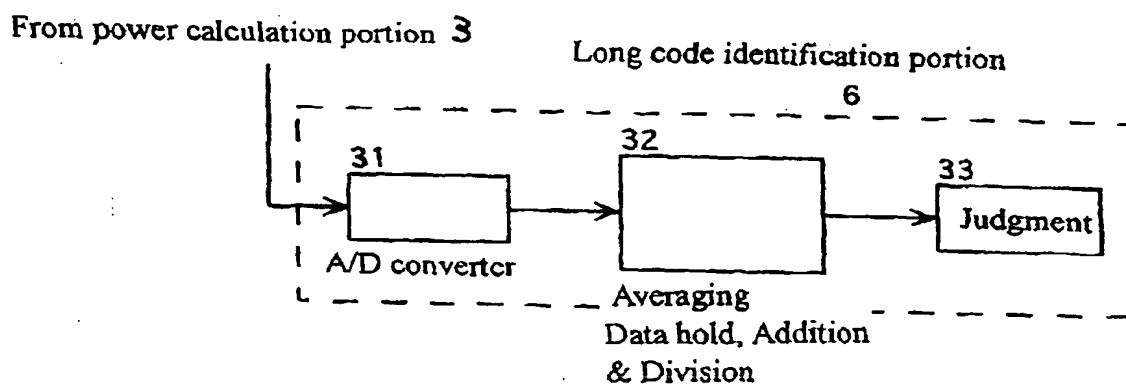 From power calculation portion 3
Long code identification portion
6
31
32
33
Judgment
A/D converter
Averaging
Data hold, Addition
& Division